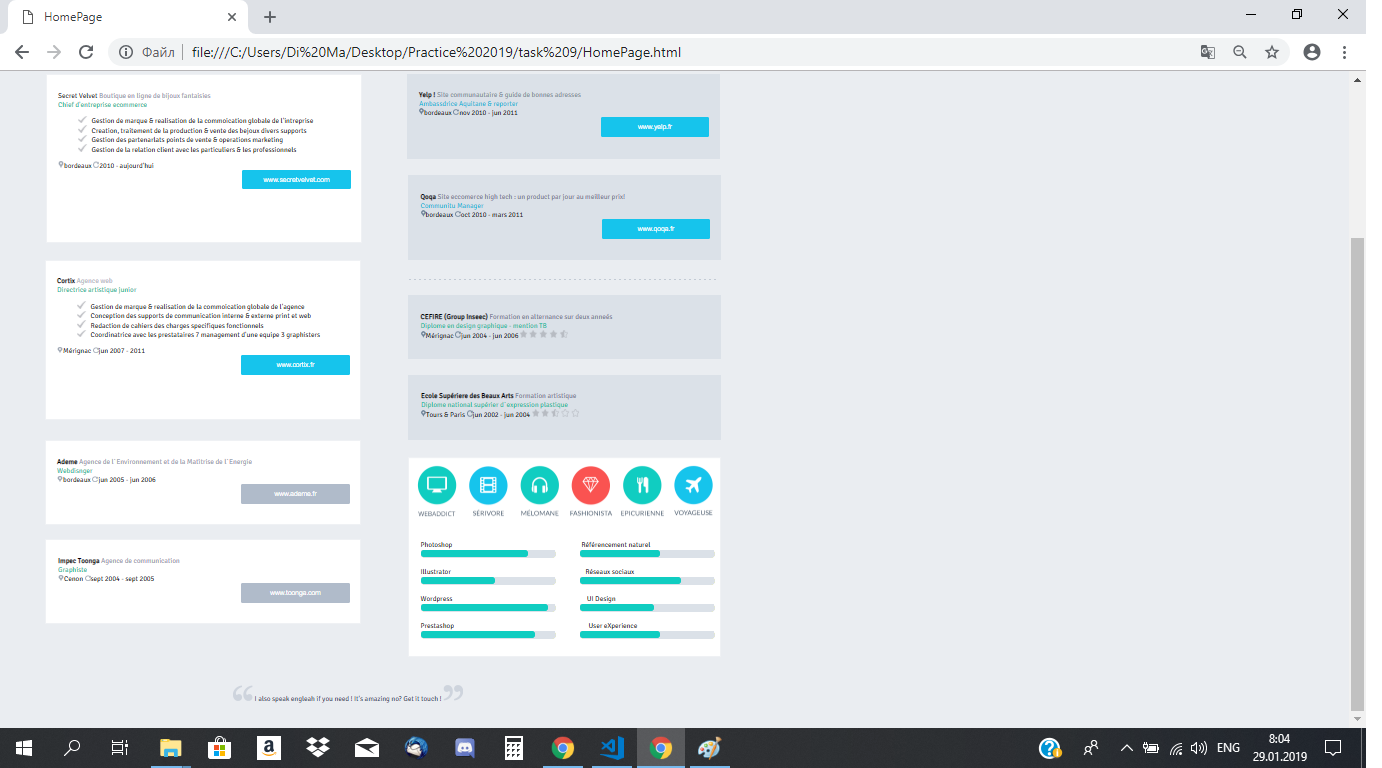 HomePage
Файл
file:///C:/Users/Di%20Ma/Desktop/Practice%202019/task%209/HomePage.html
Secret Velvet Boutique en ligne de bijoux fantaisies
Chief d'entreprise ecommerce
Gestion de marque & realisation de la commoication globale de l'intreprise
Creation, traitement de la production & vente des bejoux divers supports
Gestion des partenarlats points de vente & operations marketing
Gestion de la relation client avec les particuliers & les professionnels
bordeaux 2010 - aujourd'hui
www.secretvelvet.com
Cortix Agence web
Directrice artistique junior
Gestion de marque & realisation de la commoication globale de l'agence
Conception des supports de communication interne & externe print et web
Redaction de cahiers des charges specifiques fonctionnels
Coordinatrice avec les prestataires 7 management d'une equipe 3 graphisters
Mérignac jun 2007 - 2011
www.cortix.fr
Ademe Agence de l'Environnement et de la Maîtrise de l'Energie
Webdisnger
bordeaux jun 2005 - jun 2006
www.ademe.fr
Impec Toonga Agence de communication
Graphiste
Cenon sept 2004 - sept 2005
www.toonga.com
Yelp ! Site communautaire & guide de bonnes adresses
Ambassdrice Aquitane & reporter
bordeaux nov 2010 - jun 2011
www.yelp.fr
Qoqa Site eccomerce high tech : un product par jour au meilleur prix!
Communitu Manager
bordeaux oct 2010 - mars 2011
www.qoqa.fr
CEFIRE (Group Inseec) Formation en alternance sur deux anneés
Diplome en design graphique - mention TB
Mérignac jun 2004 - jun 2006
Ecole Supériere des Beaux Arts Formation artistique
Diplome national supérier d'expression plastique
Tours & Paris jun 2002 - jun 2004
WEBADDICT SÉRIVORE MÉLOMANE FASHIONISTA EPICURIENNE VOYAGEUSE
Photoshop Référencement naturel
Illustrator Réseaux sociaux
Wordpress UI Design
Prestashop User eXperience
“ I also speak engleah if you need ! It's amazing no? Get it touch ! ”
ENG
8:04
29.01.2019